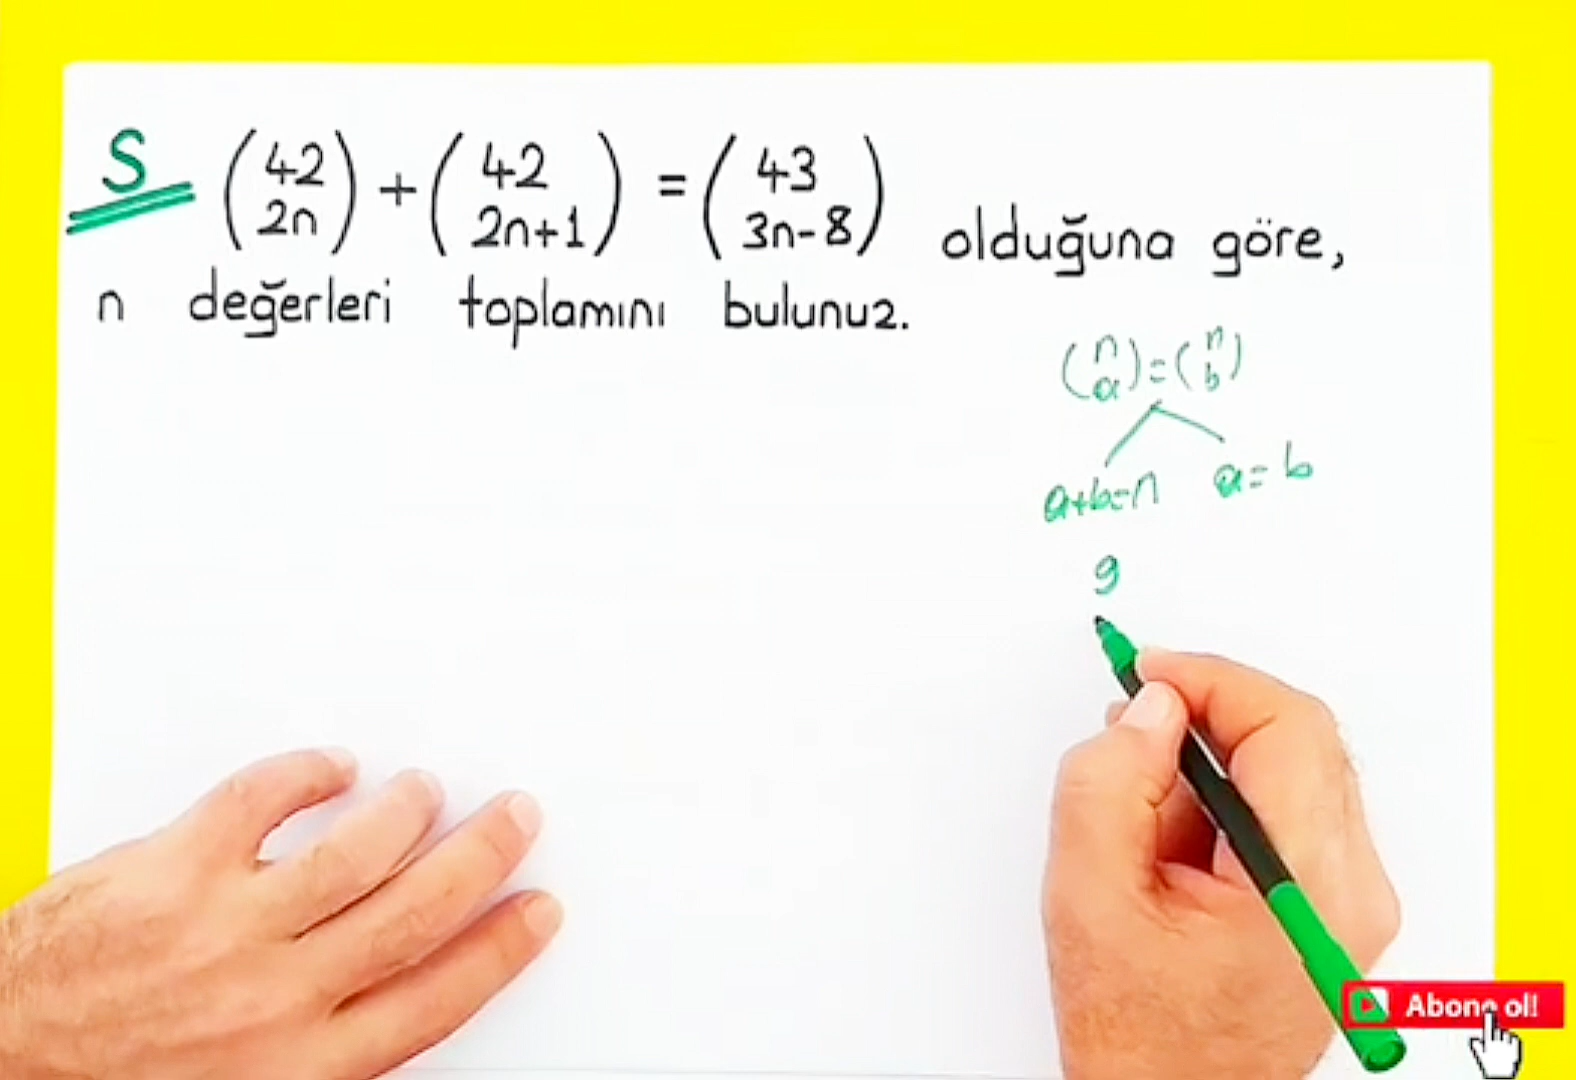 S (42 2n) + (42 2n+1) = (43 3n-8) olduğuna göre,
n değerleri toplamını bulunuz.
(n a) = (n b)
a+b=n a=b
9
Abone ol!